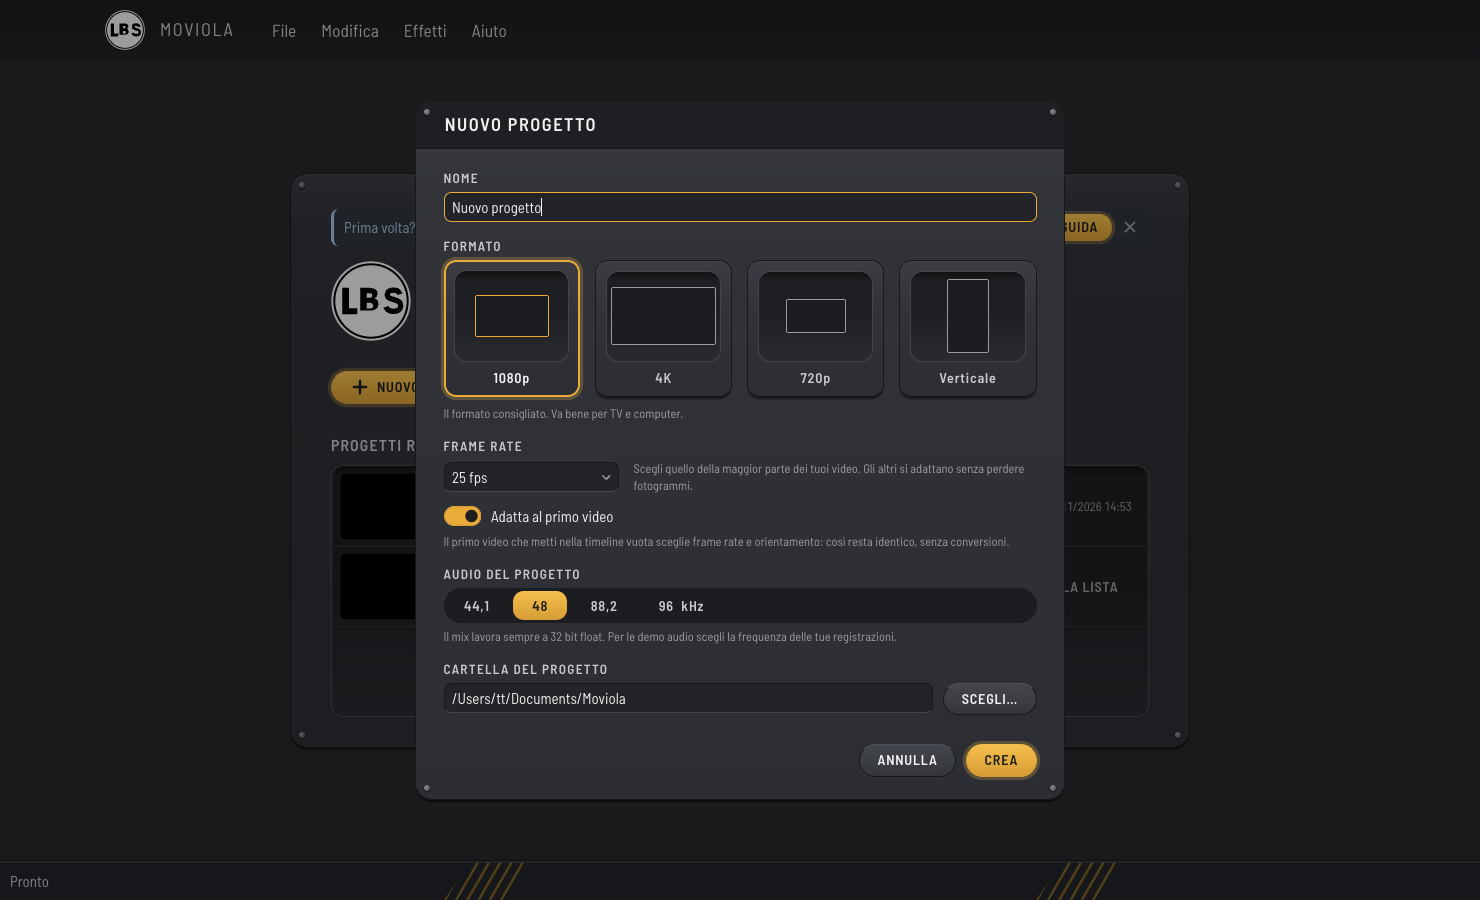 LBS MOVIOLA File Modifica Effetti Aiuto
NUOVO PROGETTO
NOME
Nuovo progetto
Prima volta?
GUIDA
FORMATO
LBS
1080p
4K
720p
Verticale
NUOVO
Il formato consigliato. Va bene per TV e computer.
PROGETTI
FRAME RATE
25 fps
Scegli quello della maggior parte dei tuoi video. Gli altri si adattano senza perdere
fotogrammi.
Adatta al primo video
Il primo video che metti nella timeline vuota sceglie frame rate e orientamento: così resta identico, senza conversioni.
1/2026 14:53
AUDIO DEL PROGETTO
44,1 48 88,2 96 kHz
LA LISTA
Il mix lavora sempre a 32 bit float. Per le demo audio scegli la frequenza delle tue registrazioni.
CARTELLA DEL PROGETTO
/Users/tt/Documents/Moviola
SCEGLI...
ANNULLA
CREA
Pronto